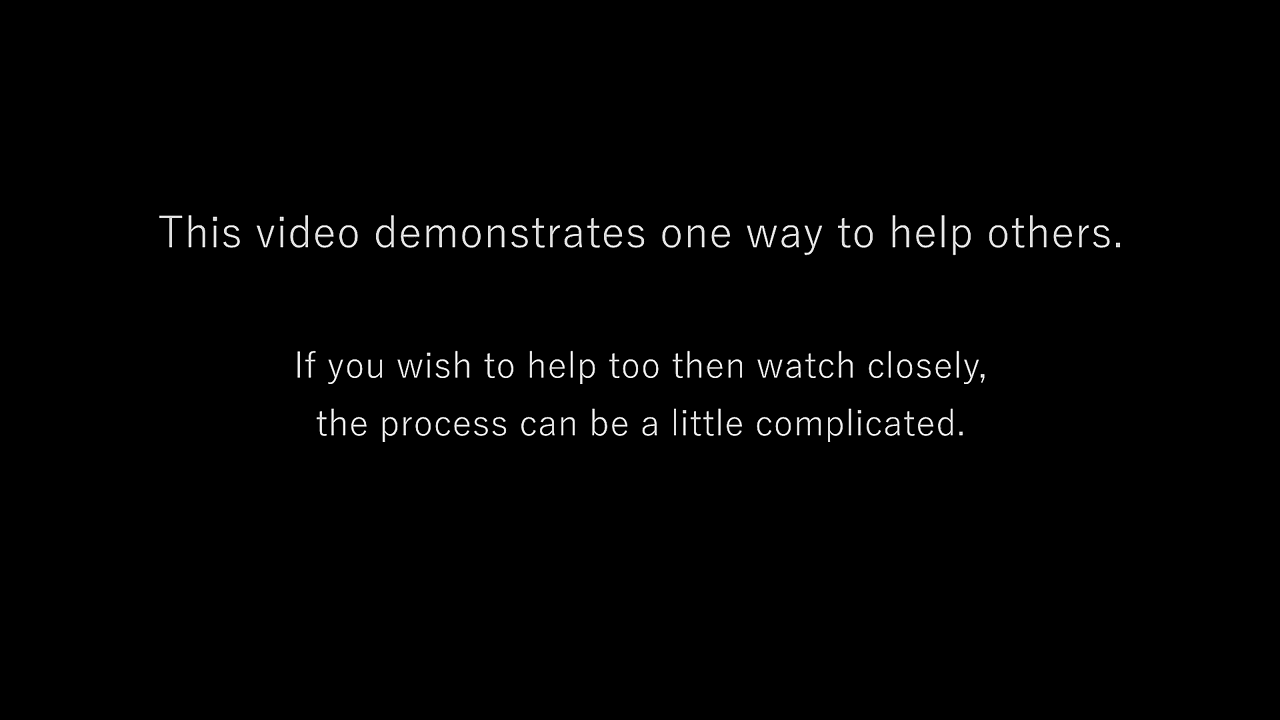 This video demonstrates one way to help others.
If you wish to help too then watch closely,
the process can be a little complicated.